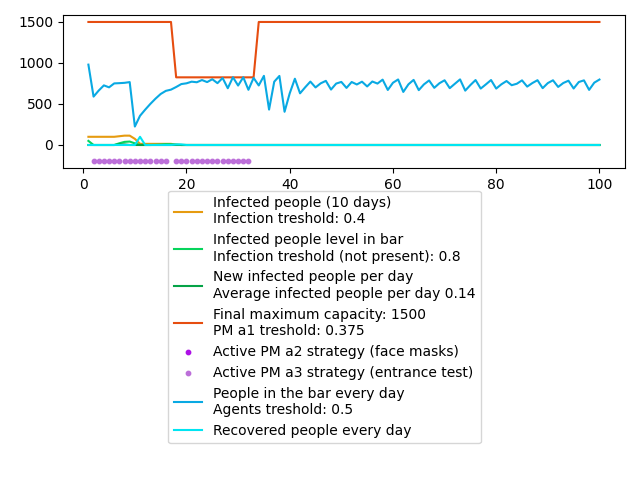 1500
1000
500
0
0
20
40
60
80
100
Infected people (10 days)
Infection treshold: 0.4
Infected people level in bar
Infection treshold (not present): 0.8
New infected people per day
Average infected people per day 0.14
Final maximum capacity: 1500
PM a1 treshold: 0.375
Active PM a2 strategy (face masks)
Active PM a3 strategy (entrance test)
People in the bar every day
Agents treshold: 0.5
Recovered people every day